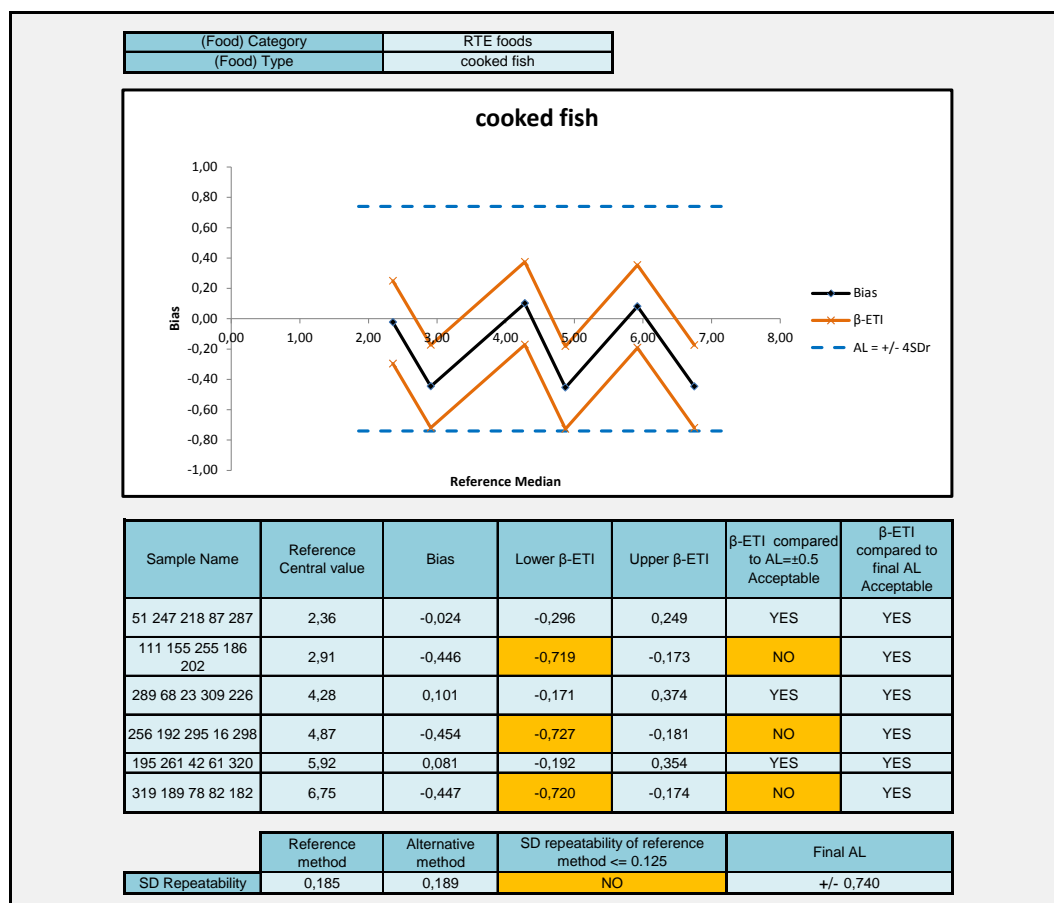 (Food) Category RTE foods
(Food) Type cooked fish
cooked fish
1,00
0,80
0,60
0,40
0,20
0,00
-0,20
-0,40
-0,60
-0,80
-1,00
0,00 1,00 2,00 3,00 4,00 5,00 6,00 7,00 8,00
Bias
Reference Median
Bias
β-ETI
AL = +/- 4SDr
Sample Name Reference Central value Bias Lower β-ETI Upper β-ETI β-ETI compared to AL=±0.5 Acceptable β-ETI compared to final AL Acceptable
51 247 218 87 287 2,36 -0,024 -0,296 0,249 YES YES
111 155 255 186 202 2,91 -0,446 -0,719 -0,173 NO YES
289 68 23 309 226 4,28 0,101 -0,171 0,374 YES YES
256 192 295 16 298 4,87 -0,454 -0,727 -0,181 NO YES
195 261 42 61 320 5,92 0,081 -0,192 0,354 YES YES
319 189 78 82 182 6,75 -0,447 -0,720 -0,174 NO YES
Reference method Alternative method SD repeatability of reference method <= 0.125 Final AL
SD Repeatability 0,185 0,189 NO +/- 0,740